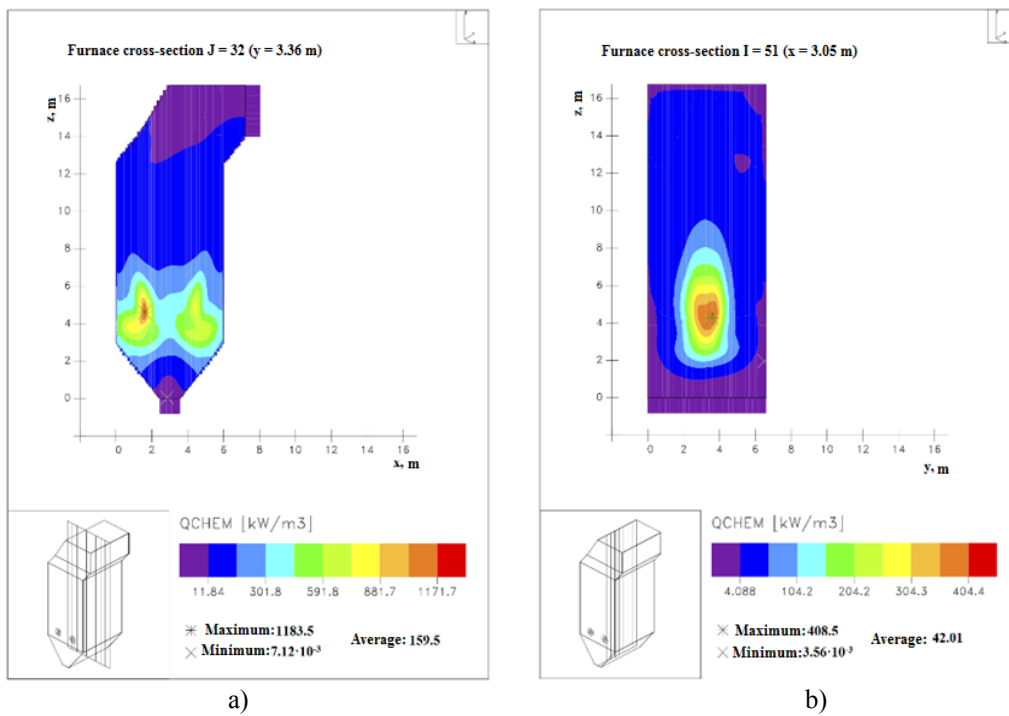 Furnace cross-section J = 32 (y = 3.36 m)
z, m
16
14
12
10
8
6
4
2
0
0 2 4 6 8 10 12 14 16
x, m
QCHEM [kW/m3]
11.84 301.8 591.8 881.7 1171.7
Maximum:1183.5
Minimum:7.12·10⁻³
Average: 159.5
a)
Furnace cross-section I = 51 (x = 3.05 m)
z, m
16
14
12
10
8
6
4
2
0
0 2 4 6 8 10 12 14 16
y, m
QCHEM [kW/m3]
4.088 104.2 204.2 304.3 404.4
Maximum:408.5
Minimum:3.56·10⁻³
Average: 42.01
b)